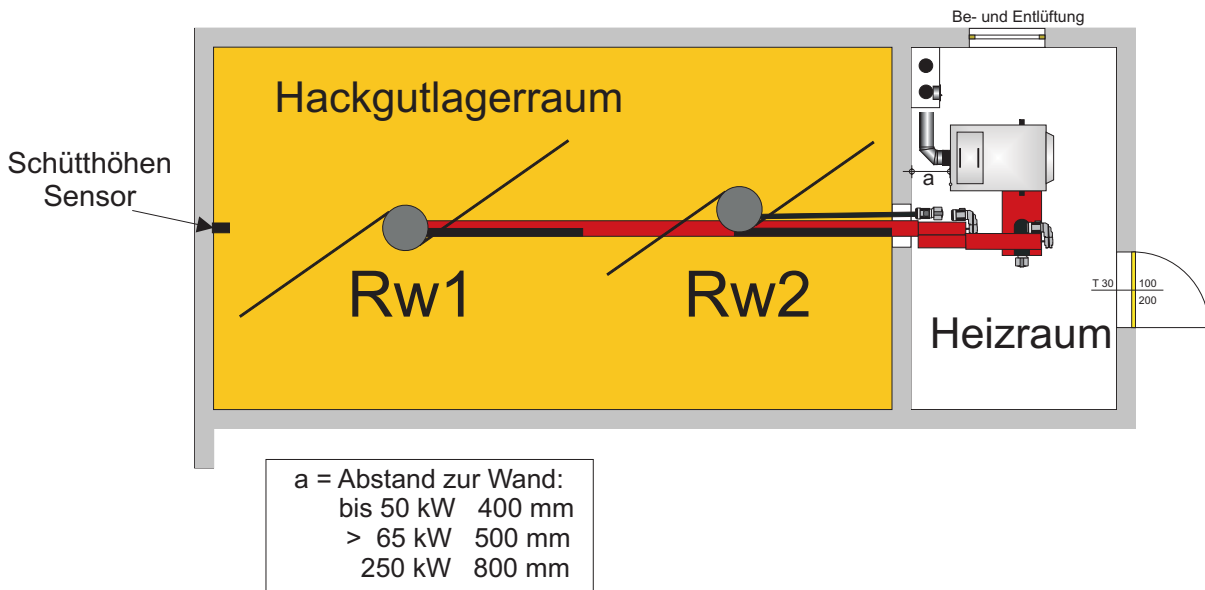 Be- und Entlüftung
Hackgutlagerraum
Schütthöhen
Sensor
a
Rw1
Rw2
T 30
100
200
Heizraum
a = Abstand zur Wand:
bis 50 kW 400 mm
> 65 kW 500 mm
250 kW 800 mm